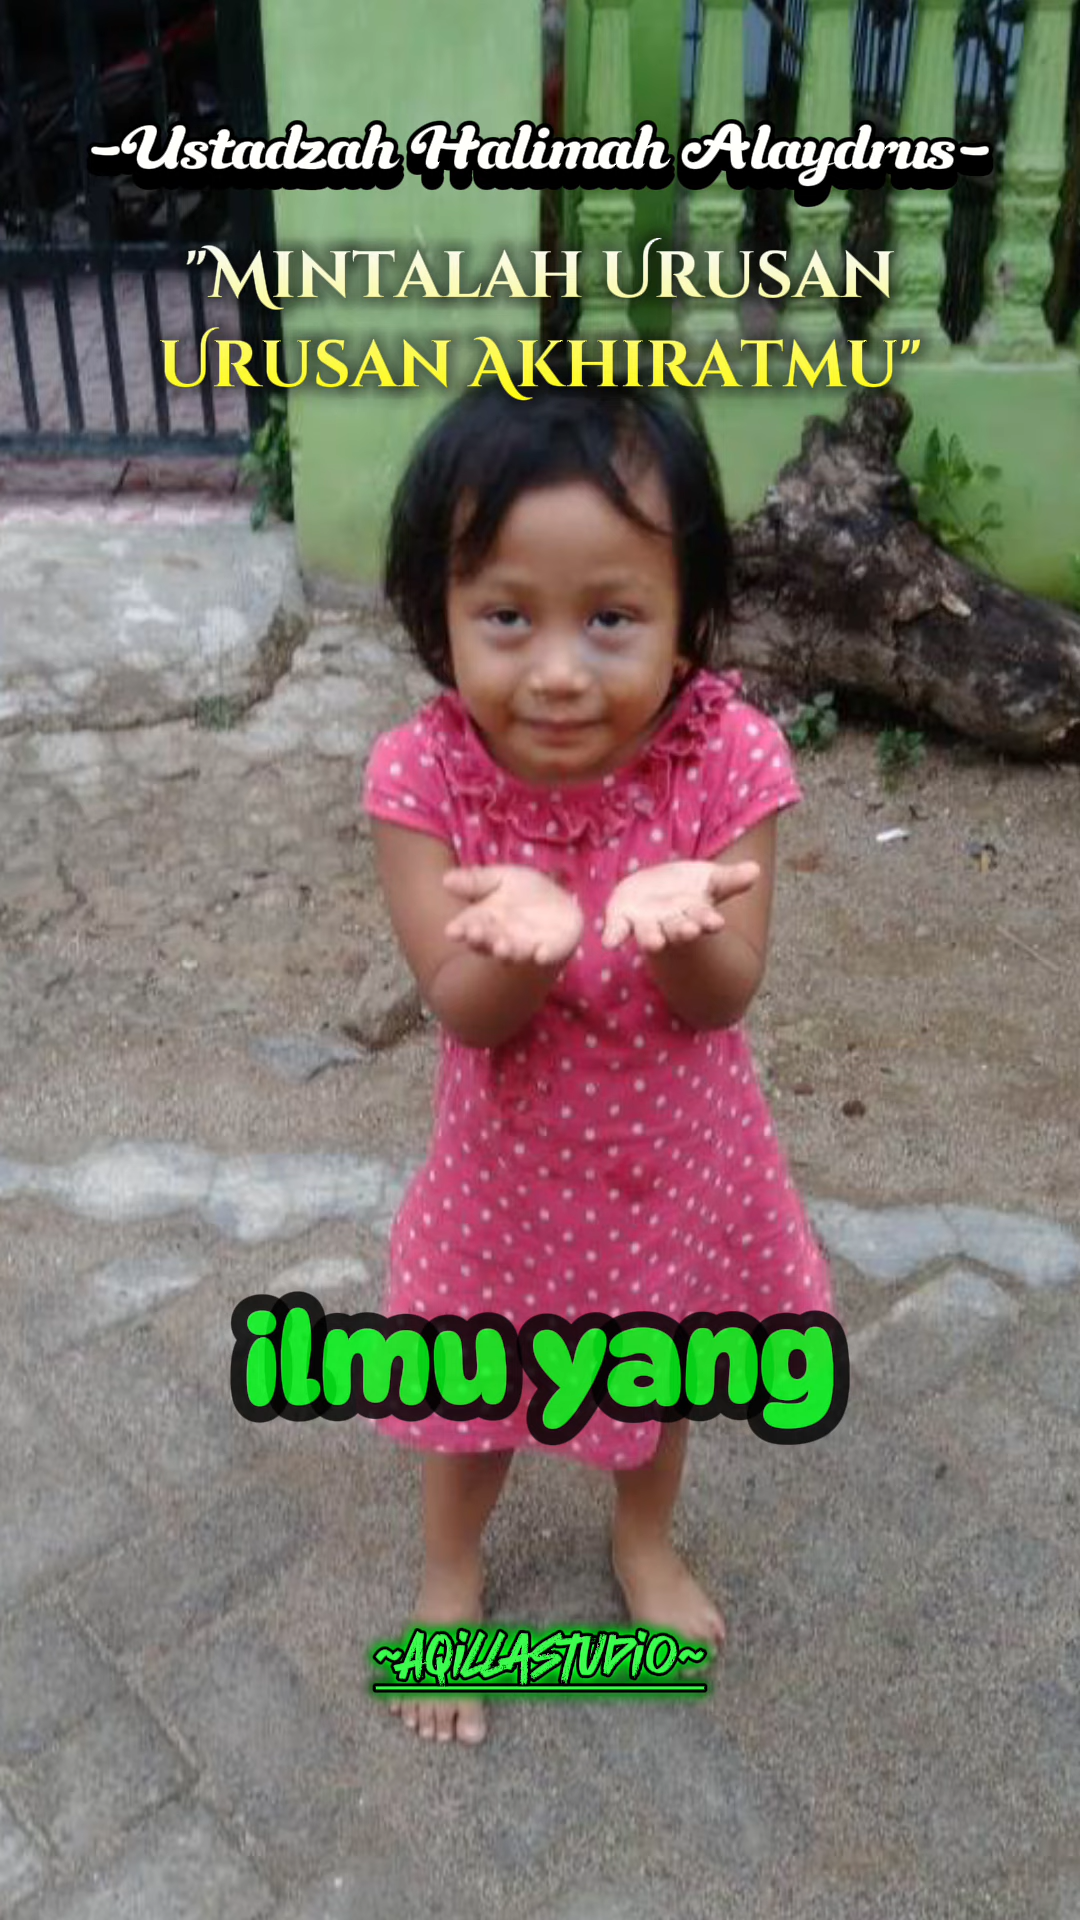 -Ustadzah Halimah Alaydrus-
"Mintalah Urusan
Urusan Akhiratmu"
ilmu yang
~AQiLLASTUDiO~